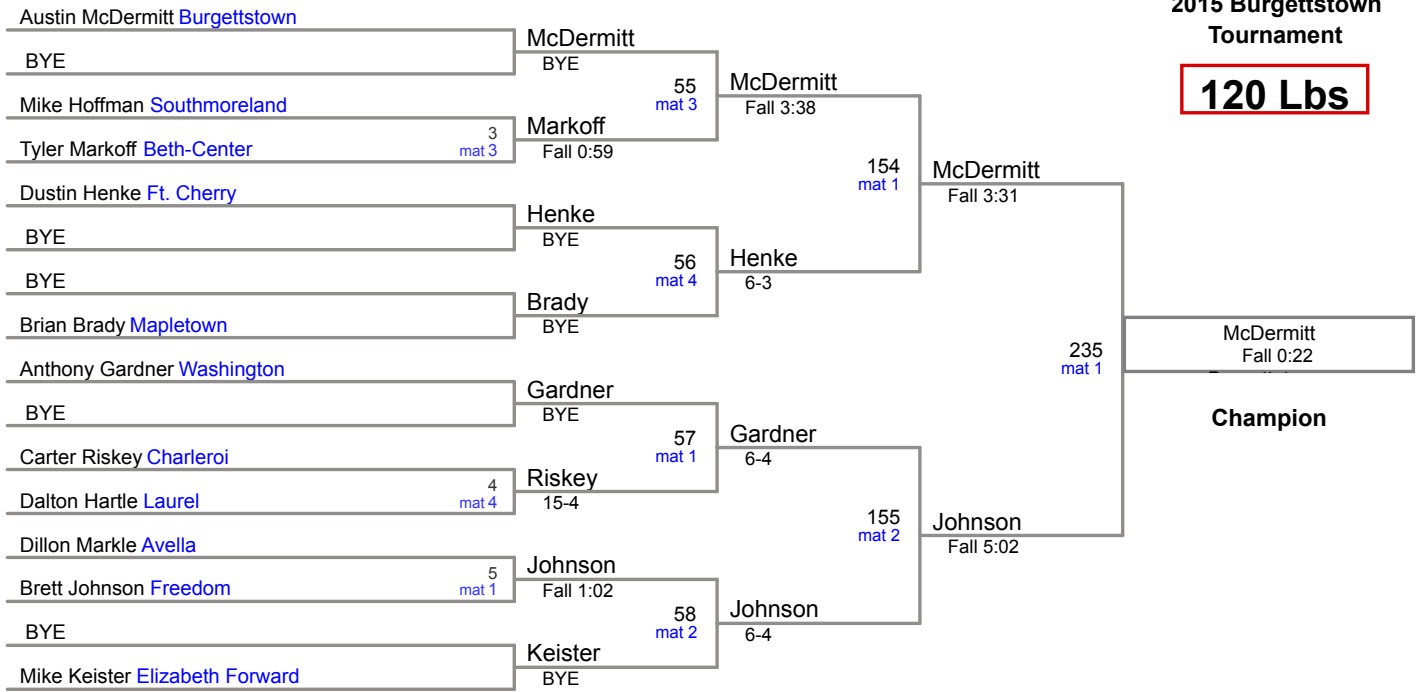 Austin McDermitt Burgettstown
BYE
Mike Hoffman Southmoreland
Tyler Markoff Beth-Center
Dustin Henke Ft. Cherry
BYE
BYE
Brian Brady Mapletown
Anthony Gardner Washington
BYE
Carter Riskey Charleroi
Dalton Hartle Laurel
Dillon Markle Avella
Brett Johnson Freedom
BYE
Mike Keister Elizabeth Forward
3
mat 3
4
mat 4
5
mat 1
McDermitt
BYE
Markoff
Fall 0:59
Henke
BYE
Brady
BYE
Gardner
BYE
Riskey
15-4
Johnson
Fall 1:02
Keister
BYE
55
mat 3
56
mat 4
57
mat 1
58
mat 2
McDermitt
Fall 3:38
Henke
6-3
Gardner
6-4
Johnson
6-4
154
mat 1
155
mat 2
McDermitt
Fall 3:31
Johnson
Fall 5:02
235
mat 1
2015 Burgettstown
Tournament
120 Lbs
McDermitt
Fall 0:22
Champion